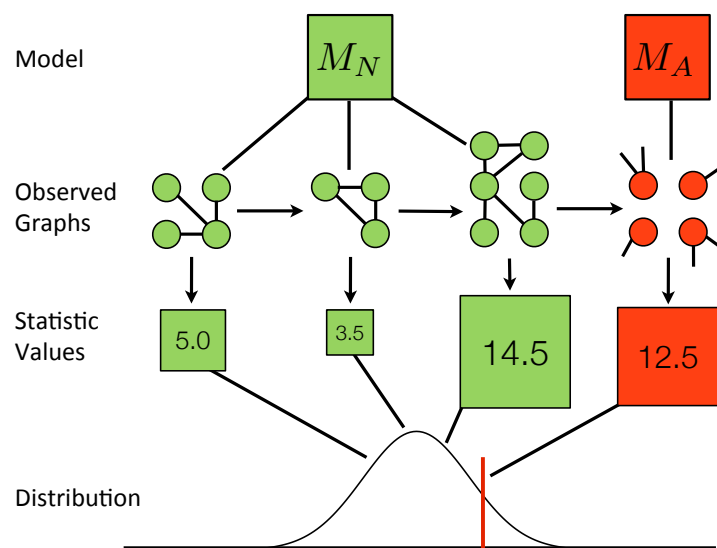 Model
M_N
M_A
Observed
Graphs
Statistic
Values
5.0
3.5
14.5
12.5
Distribution